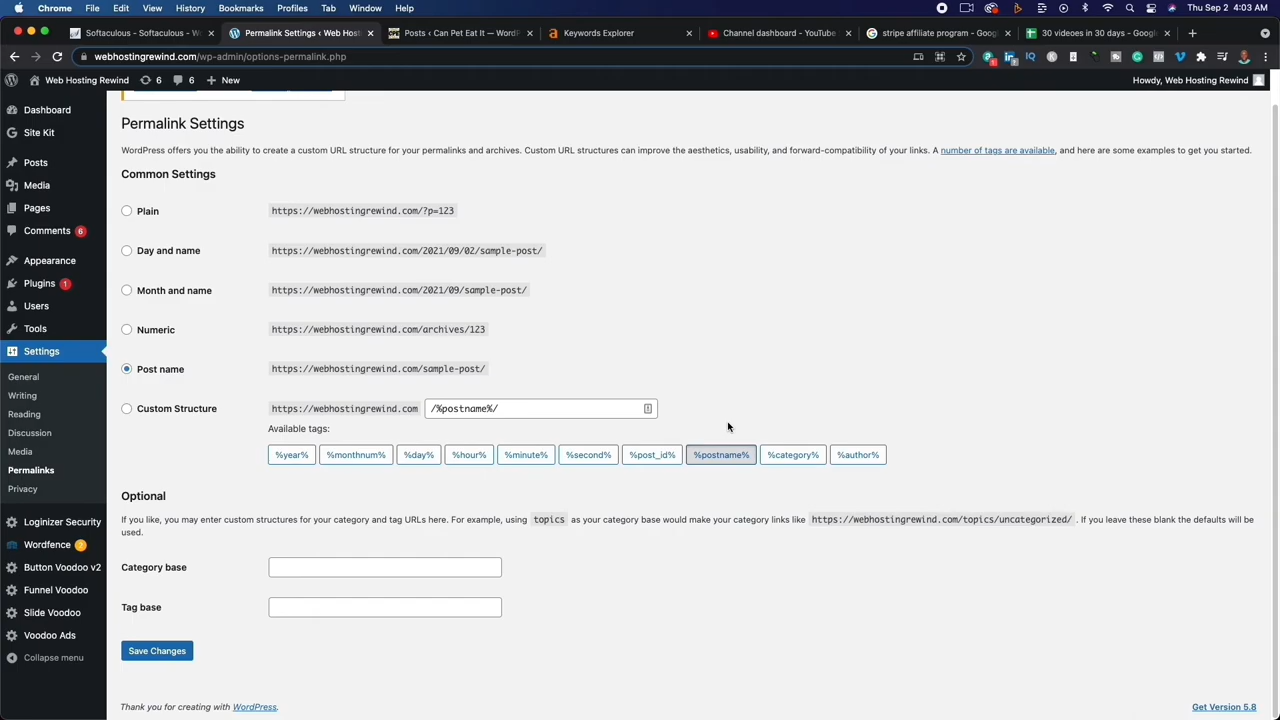 Chrome File Edit View History Bookmarks Profiles Tab Window Help Thu Sep 2 4:03 AM
Softaculous - Softaculous - W Permalink Settings ‹ Web Host Posts ‹ Can Pet Eat It — WordP Keywords Explorer Channel dashboard - YouTube stripe affiliate program - Goog 30 videoes in 30 days - Googl
webhostingrewind.com/wp-admin/options-permalink.php
Web Hosting Rewind 6 6 New Howdy, Web Hosting Rewind
Dashboard
Site Kit
Posts
Media
Pages
Comments 6
Appearance
Plugins 1
Users
Tools
Settings
General
Writing
Reading
Discussion
Media
Permalinks
Privacy
Loginizer Security
Wordfence 2
Button Voodoo v2
Funnel Voodoo
Slide Voodoo
Voodoo Ads
Collapse menu
Permalink Settings
WordPress offers you the ability to create a custom URL structure for your permalinks and archives. Custom URL structures can improve the aesthetics, usability, and forward-compatibility of your links. A number of tags are available, and here are some examples to get you started.
Common Settings
Plain https://webhostingrewind.com/?p=123
Day and name https://webhostingrewind.com/2021/09/02/sample-post/
Month and name https://webhostingrewind.com/2021/09/sample-post/
Numeric https://webhostingrewind.com/archives/123
Post name https://webhostingrewind.com/sample-post/
Custom Structure https://webhostingrewind.com /%postname%/
Available tags:
%year% %monthnum% %day% %hour% %minute% %second% %post_id% %postname% %category% %author%
Optional
If you like, you may enter custom structures for your category and tag URLs here. For example, using topics as your category base would make your category links like https://webhostingrewind.com/topics/uncategorized/ . If you leave these blank the defaults will be
used.
Category base
Tag base
Save Changes
Thank you for creating with WordPress. Get Version 5.8